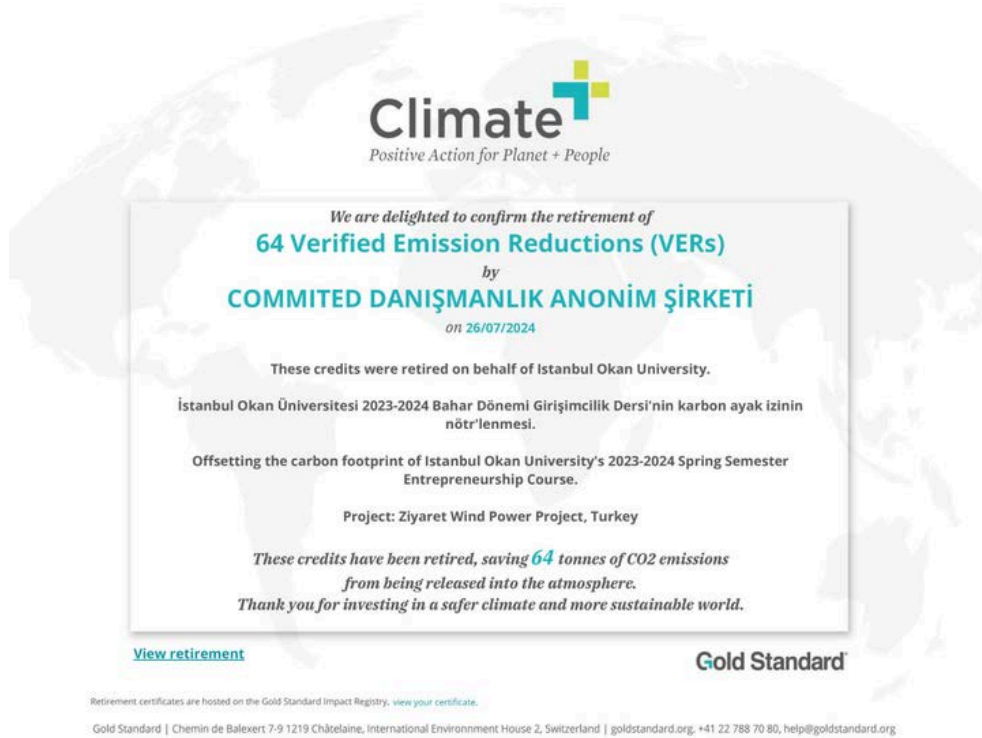 Climate
Positive Action for Planet + People
We are delighted to confirm the retirement of
64 Verified Emission Reductions (VERs)
by
COMMITED DANIŞMANLIK ANONİM ŞİRKETİ
on 26/07/2024
These credits were retired on behalf of Istanbul Okan University.
İstanbul Okan Üniversitesi 2023-2024 Bahar Dönemi Girişimcilik Dersi'nin karbon ayak izinin
nötr'lenmesi.
Offsetting the carbon footprint of Istanbul Okan University's 2023-2024 Spring Semester
Entrepreneurship Course.
Project: Ziyaret Wind Power Project, Turkey
These credits have been retired, saving 64 tonnes of CO2 emissions
from being released into the atmosphere.
Thank you for investing in a safer climate and more sustainable world.
View retirement
Gold Standard
Retirement certificates are hosted on the Gold Standard Impact Registry, view your certificate.
Gold Standard | Chemin de Balexert 7-9 1219 Châtelaine, International Environnment House 2, Switzerland | goldstandard.org. +41 22 788 70 80, help@goldstandard.org